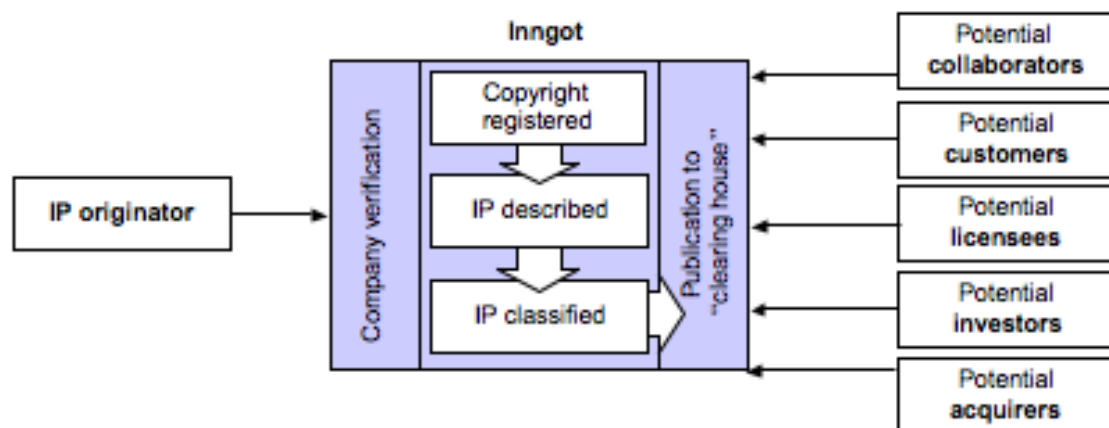 Inngot
IP originator
Company verification
Copyright
registered
IP described
IP classified
Publication to
“clearing house”
Potential
collaborators
Potential
customers
Potential
licensees
Potential
investors
Potential
acquirers